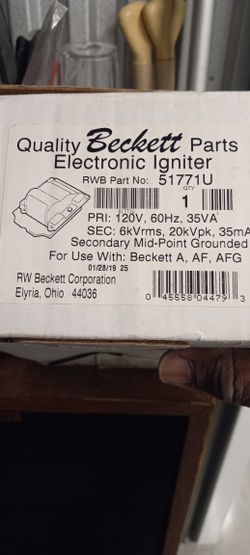 Quality Beckett Parts
Electronic Igniter
RWB Part No: 51771U
QTY
1
PRI: 120V, 60Hz, 35VA
SEC: 6kVrms, 20kVpk, 35mA
Secondary Mid-Point Grounded
For Use With: Beckett A, AF, AFG
01/28/19 25
RW Beckett Corporation
Elyria, Ohio 44036
0 45558 04479 3